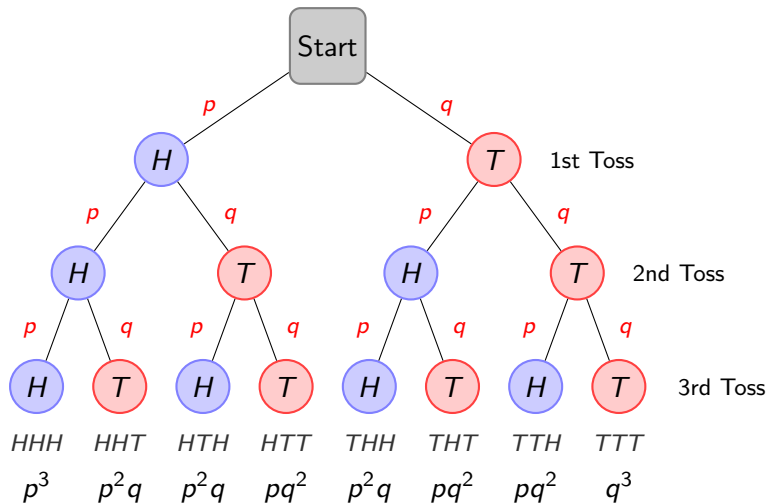 Start
p q
H T 1st Toss
p q p q
H T H T 2nd Toss
p q p q p q p q
H T H T H T H T 3rd Toss
HHH HHT HTH HTT THH THT TTH TTT
p³ p²q p²q pq² p²q pq² pq² q³